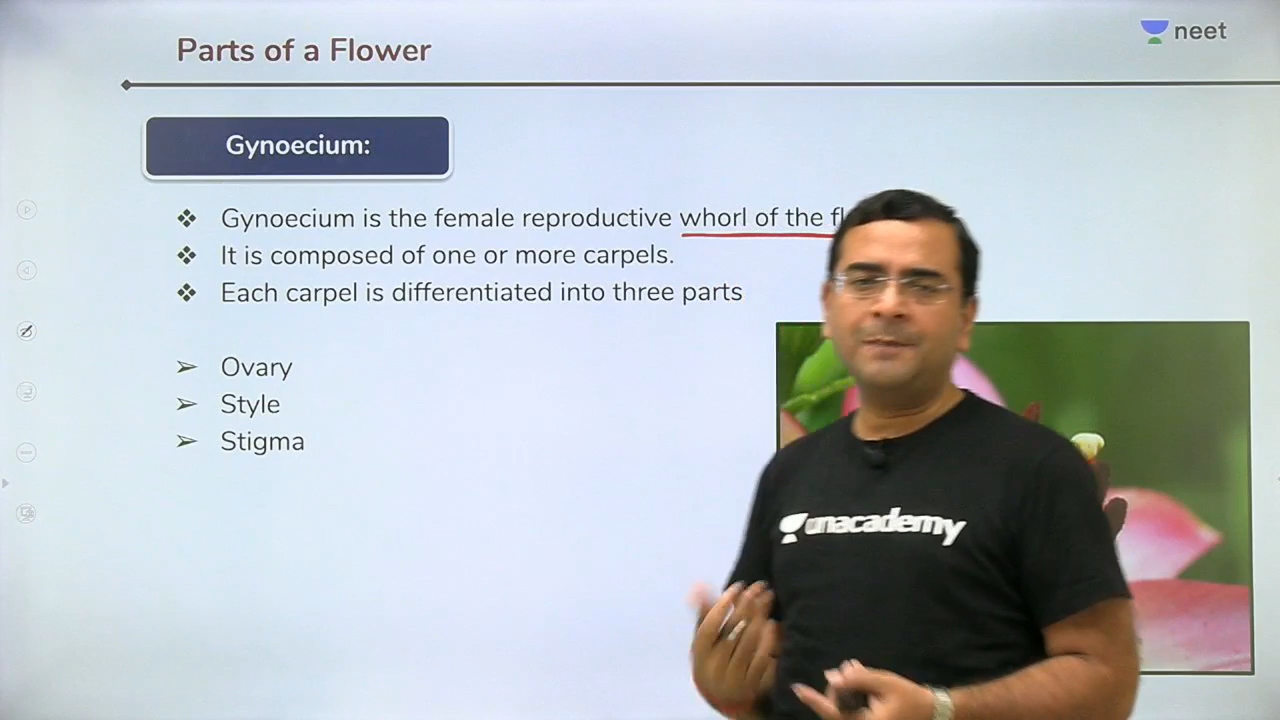 Parts of a Flower
neet
Gynoecium:
Gynoecium is the female reproductive whorl of the
It is composed of one or more carpels.
Each carpel is differentiated into three parts
Ovary
Style
Stigma
unacademy